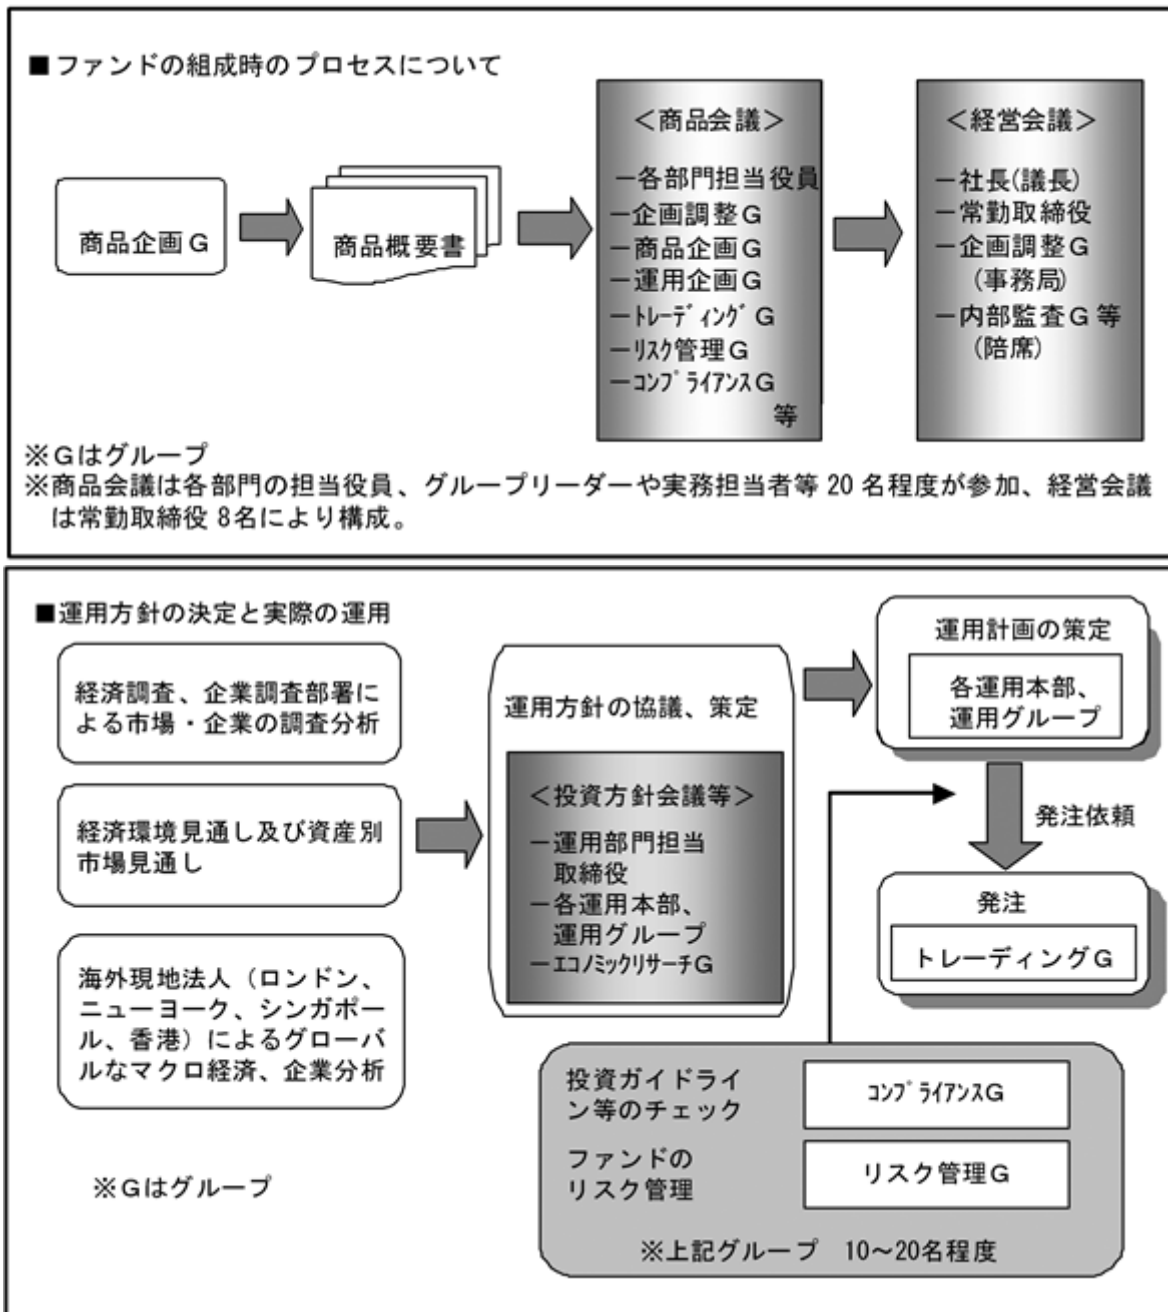 ■ファンドの組成時のプロセスについて
商品企画G
商品概要書
＜商品会議＞
－各部門担当役員
－企画調整G
－商品企画G
－運用企画G
－ﾄﾚｰﾃﾞｨﾝｸﾞG
－ﾘｽｸ管理G
－ｺﾝﾌﾟﾗｲｱﾝｽG
等
＜経営会議＞
－社長(議長)
－常勤取締役
－企画調整G
(事務局)
－内部監査G 等
(陪席)
※Gはグループ
※商品会議は各部門の担当役員、グループリーダーや実務担当者等 20 名程度が参加、経営会議
は常勤取締役 8名により構成。
■運用方針の決定と実際の運用
経済調査、企業調査部署に
よる市場・企業の調査分析
経済環境見通し及び資産別
市場見通し
海外現地法人（ロンドン、
ニューヨーク、シンガポー
ル、香港）によるグローバ
ルなマクロ経済、企業分析
※Gはグループ
運用方針の協議、策定
＜投資方針会議等＞
－運用部門担当
取締役
－各運用本部、
運用グループ
－ｴｺﾉﾐｯｸﾘｻｰﾁG
運用計画の策定
各運用本部、
運用グループ
発注依頼
発注
トレーディングG
投資ガイドライ
ン等のチェック
ｺﾝﾌﾟﾗｲｱﾝｽG
ファンドの
リスク管理
リスク管理G
※上記グループ　10～20名程度